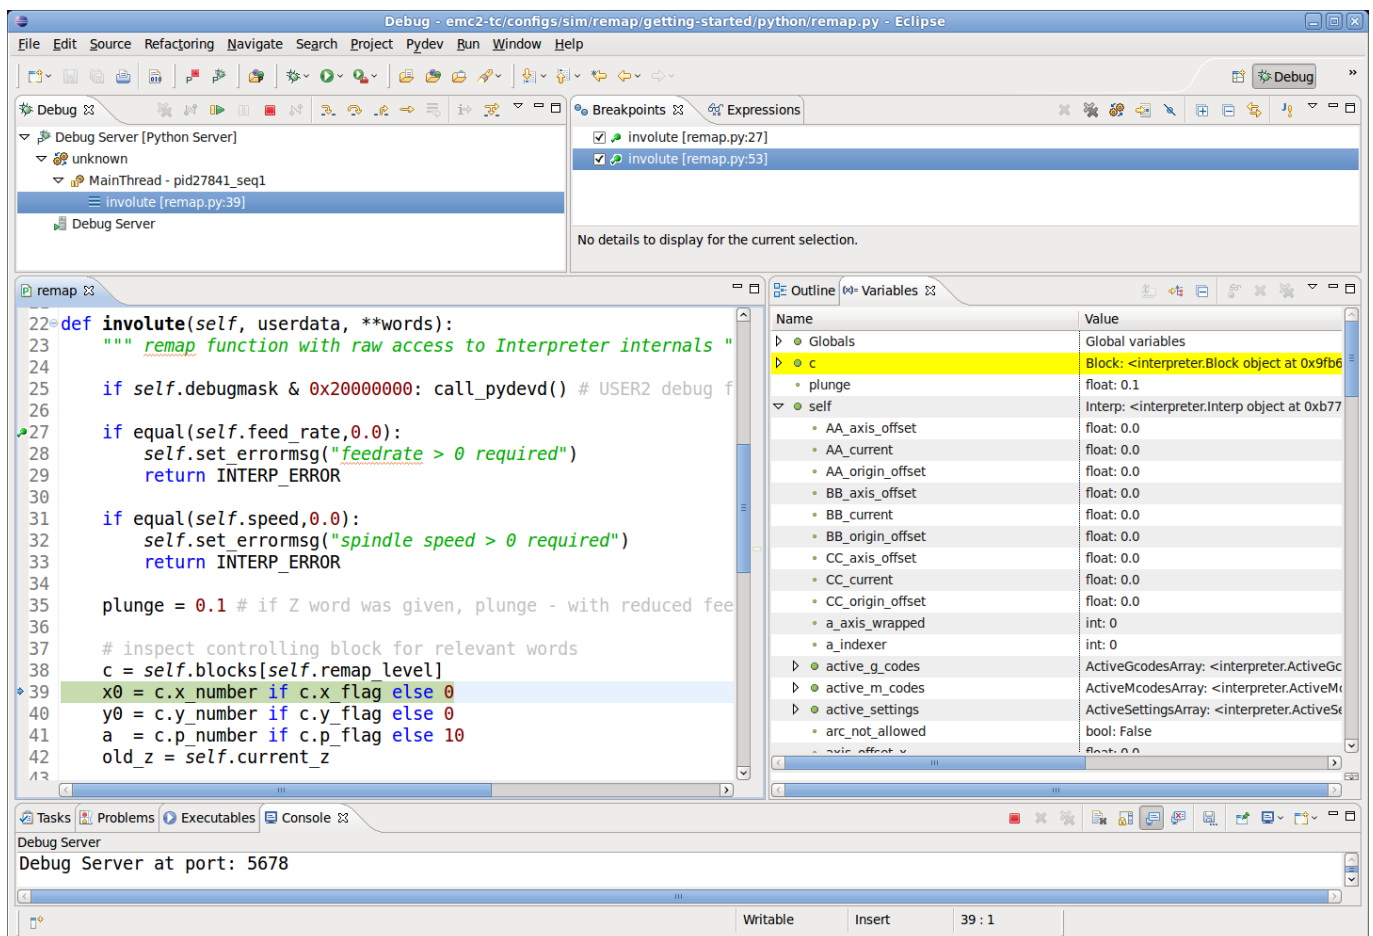 Debug - emc2-tc/configs/sim/remap/getting-started/python/remap.py - Eclipse
File Edit Source Refactoring Navigate Search Project Pydev Run Window Help
Debug »
Debug
Debug Server [Python Server]
unknown
MainThread - pid27841_seq1
involute [remap.py:39]
Debug Server
Breakpoints Expressions
involute [remap.py:27]
involute [remap.py:53]
No details to display for the current selection.
remap
22 def involute(self, userdata, **words):
23 """ remap function with raw access to Interpreter internals "
24
25 if self.debugmask & 0x20000000: call_pydevd() # USER2 debug f
26
27 if equal(self.feed_rate,0.0):
28 self.set_errormsg("feedrate > 0 required")
29 return INTERP_ERROR
30
31 if equal(self.speed,0.0):
32 self.set_errormsg("spindle speed > 0 required")
33 return INTERP_ERROR
34
35 plunge = 0.1 # if Z word was given, plunge - with reduced fee
36
37 # inspect controlling block for relevant words
38 c = self.blocks[self.remap_level]
39 x0 = c.x_number if c.x_flag else 0
40 y0 = c.y_number if c.y_flag else 0
41 a = c.p_number if c.p_flag else 10
42 old_z = self.current_z
43
Outline Variables
Name Value
Globals Global variables
c Block: <interpreter.Block object at 0x9fb6
plunge float: 0.1
self Interp: <interpreter.Interp object at 0xb77
AA_axis_offset float: 0.0
AA_current float: 0.0
AA_origin_offset float: 0.0
BB_axis_offset float: 0.0
BB_current float: 0.0
BB_origin_offset float: 0.0
CC_axis_offset float: 0.0
CC_current float: 0.0
CC_origin_offset float: 0.0
a_axis_wrapped int: 0
a_indexer int: 0
active_g_codes ActiveGcodesArray: <interpreter.ActiveGc
active_m_codes ActiveMcodesArray: <interpreter.ActiveMc
active_settings ActiveSettingsArray: <interpreter.ActiveSe
arc_not_allowed bool: False
axis_offset_x float: 0.0
Tasks Problems Executables Console
Debug Server
Debug Server at port: 5678
Writable Insert 39 : 1